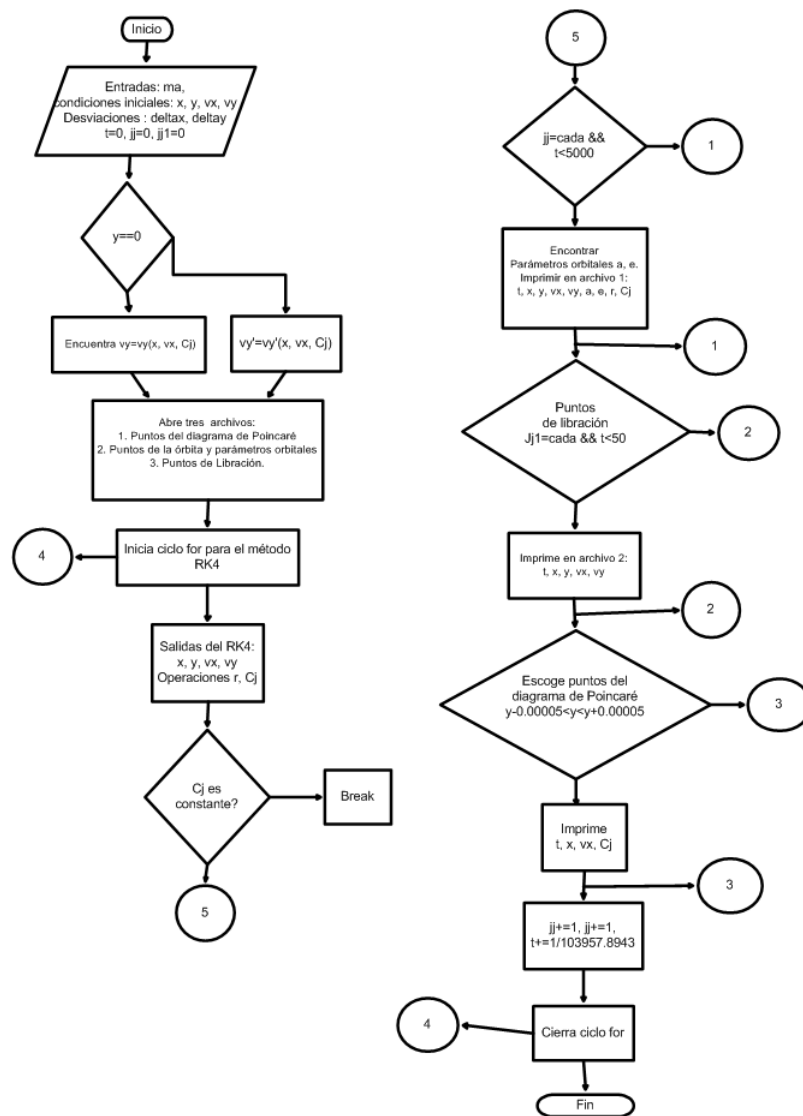 Inicio
Entradas: ma,
condiciones iniciales: x, y, vx, vy
Desviaciones : deltax, deltay
t=0, jj=0, jj1=0
y==0
Encuentra vy=vy(x, vx, Cj)
vy'=vy'(x, vx, Cj)
Abre tres archivos:
1. Puntos del diagrama de Poincaré
2. Puntos de la órbita y parámetros orbitales
3. Puntos de Libración.
4
Inicia ciclo for para el método
RK4
Salidas del RK4:
x, y, vx, vy
Operaciones r, Cj
Cj es
constante?
Break
5
5
jj=cada &&
t<5000
1
Encontrar
Parámetros orbitales a, e.
Imprimir en archivo 1:
t, x, y, vx, vy, a, e, r, Cj
1
Puntos
de libración
Jj1=cada && t<50
2
Imprime en archivo 2:
t, x, y, vx, vy
2
Escoge puntos del
diagrama de Poincaré
y-0.00005<y<y+0.00005
3
Imprime
t, x, vx, Cj
3
jj+=1, jj+=1,
t+=1/103957.8943
4
Cierra ciclo for
Fin